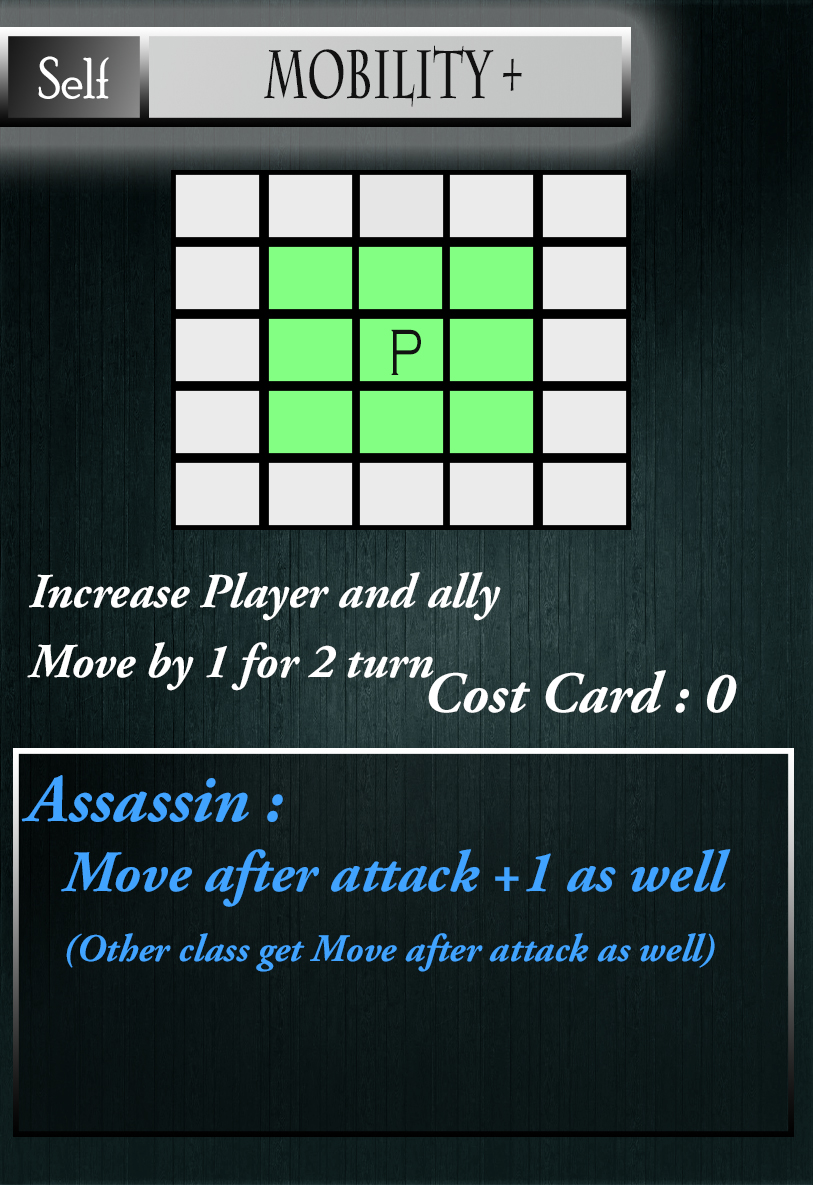 Self
MOBILITY +
P
Increase Player and ally
Move by 1 for 2 turn
Cost Card : 0
Assassin :
Move after attack +1 as well
(Other class get Move after attack as well)